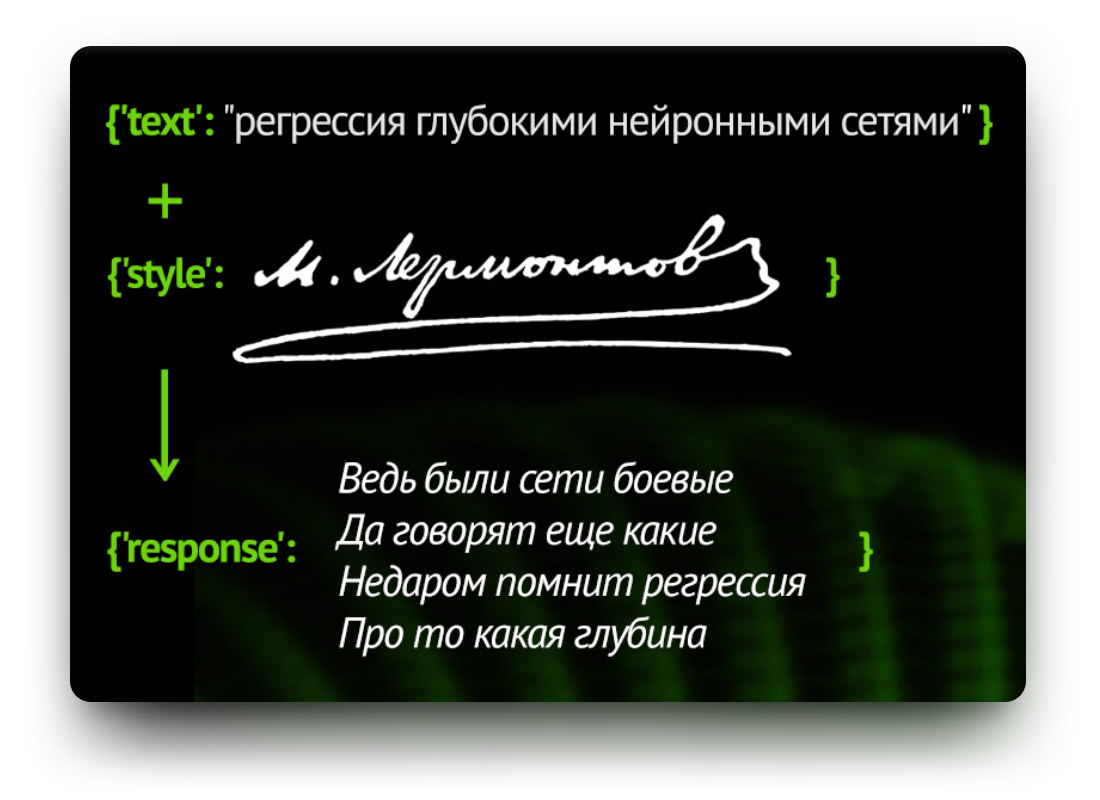 {'text': "регрессия глубокими нейронными сетями" }
+
{'style': М. Лермонтов }
{'response': Ведь были сети боевые
Да говорят еще какие
Недаром помнит регрессия
Про то какая глубина }